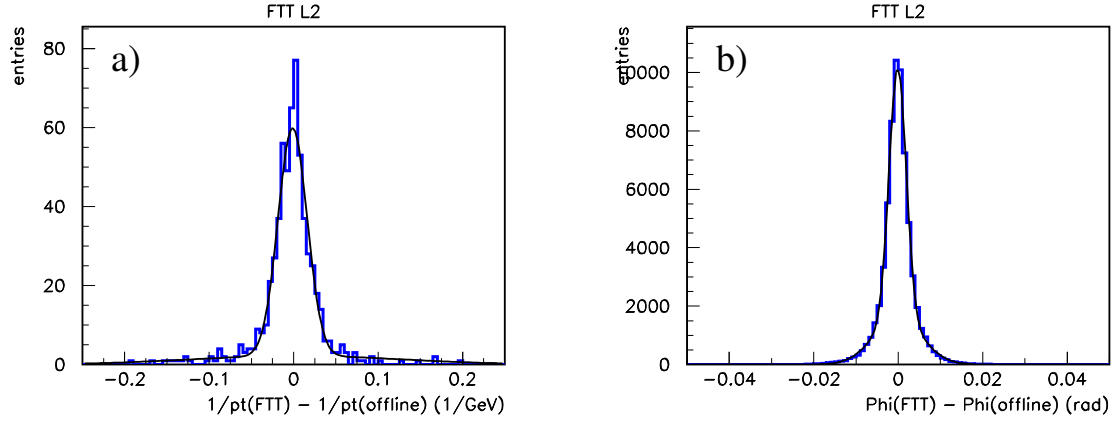 FTT L2
entries
a)
80
60
40
20
0
−0.2
−0.1
0
0.1
0.2
1/pt(FTT) − 1/pt(offline) (1/GeV)
FTT L2
entries
b)
10000
8000
6000
4000
2000
0
−0.04
−0.02
0
0.02
0.04
Phi(FTT) − Phi(offline) (rad)